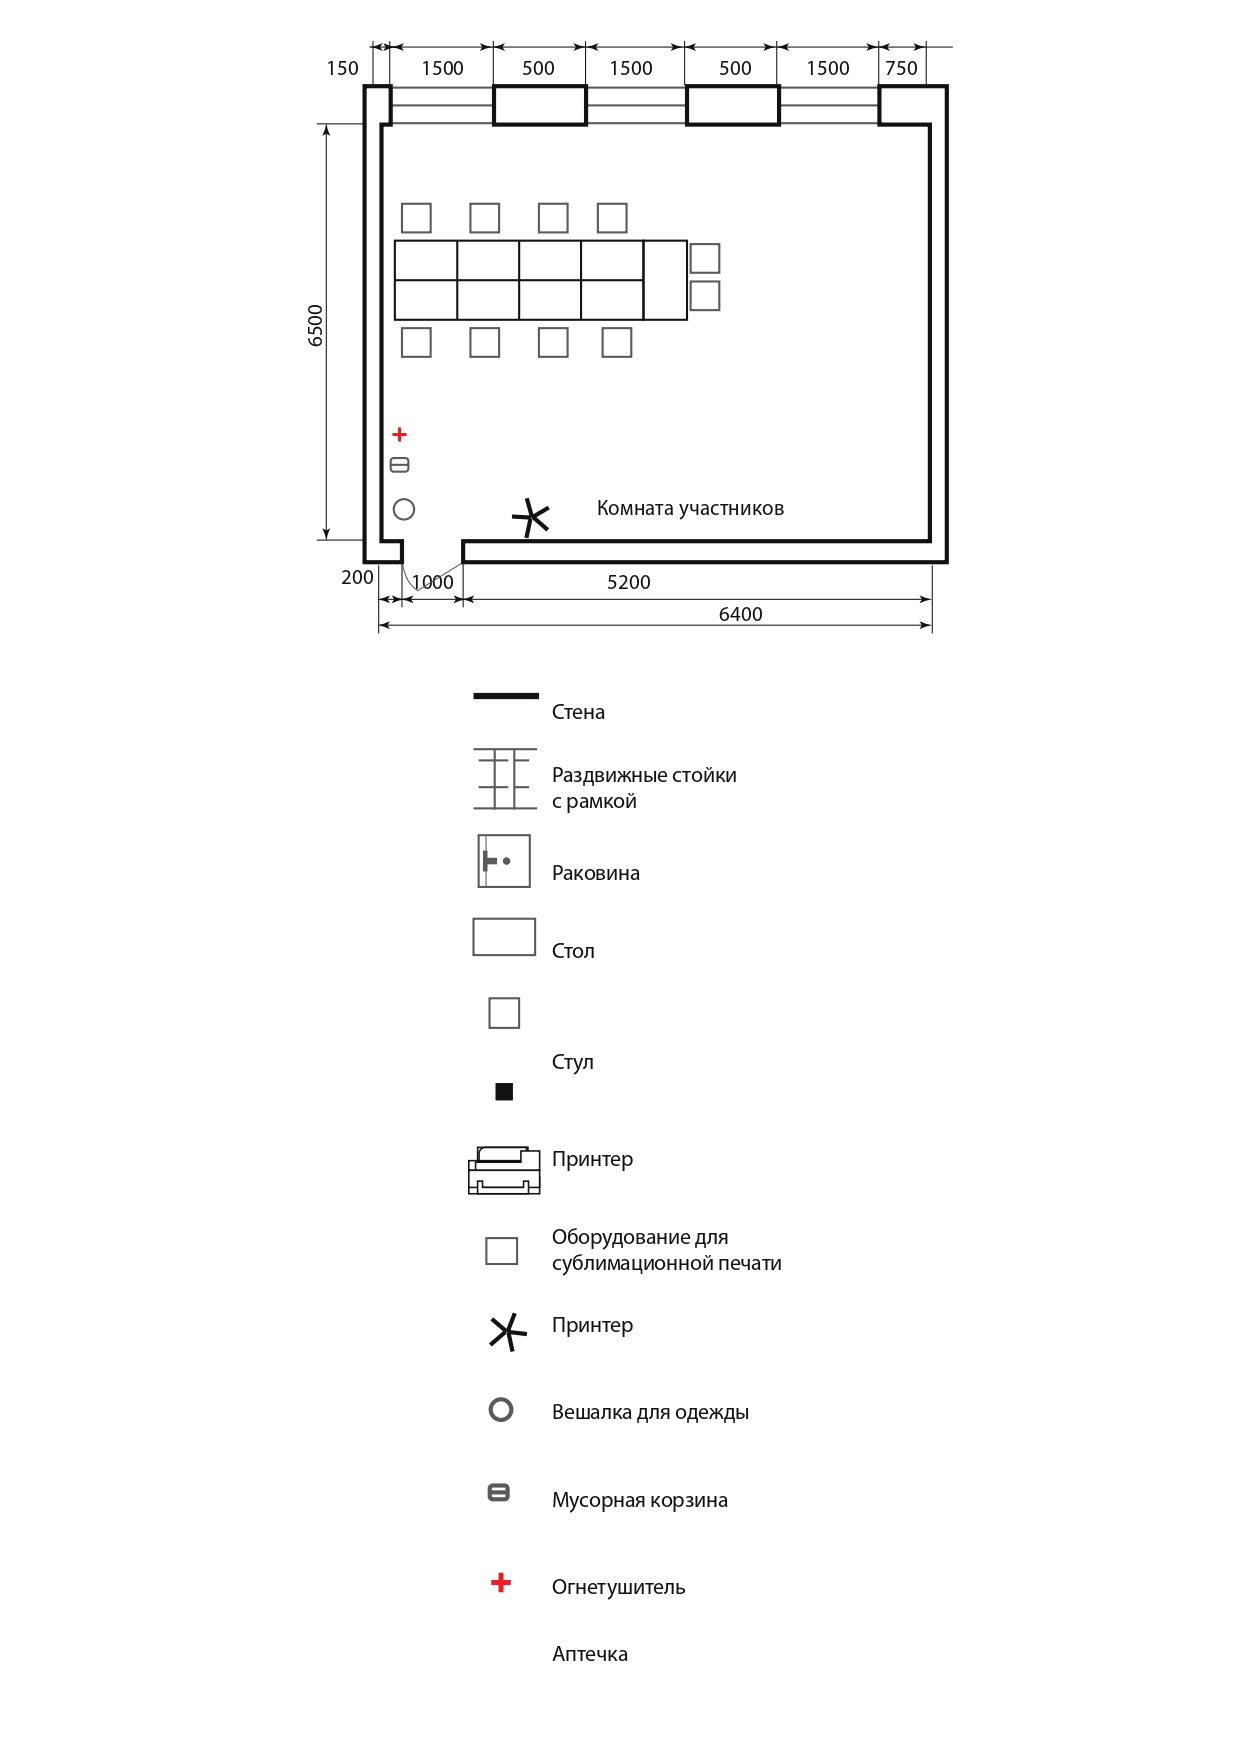 150 1500 500 1500 500 1500 750
6500
Комната участников
200 1000 5200
6400
Стена
Раздвижные стойки
с рамкой
Раковина
Стол
Стул
Принтер
Оборудование для
сублимационной печати
Принтер
Вешалка для одежды
Мусорная корзина
Огнетушитель
Аптечка